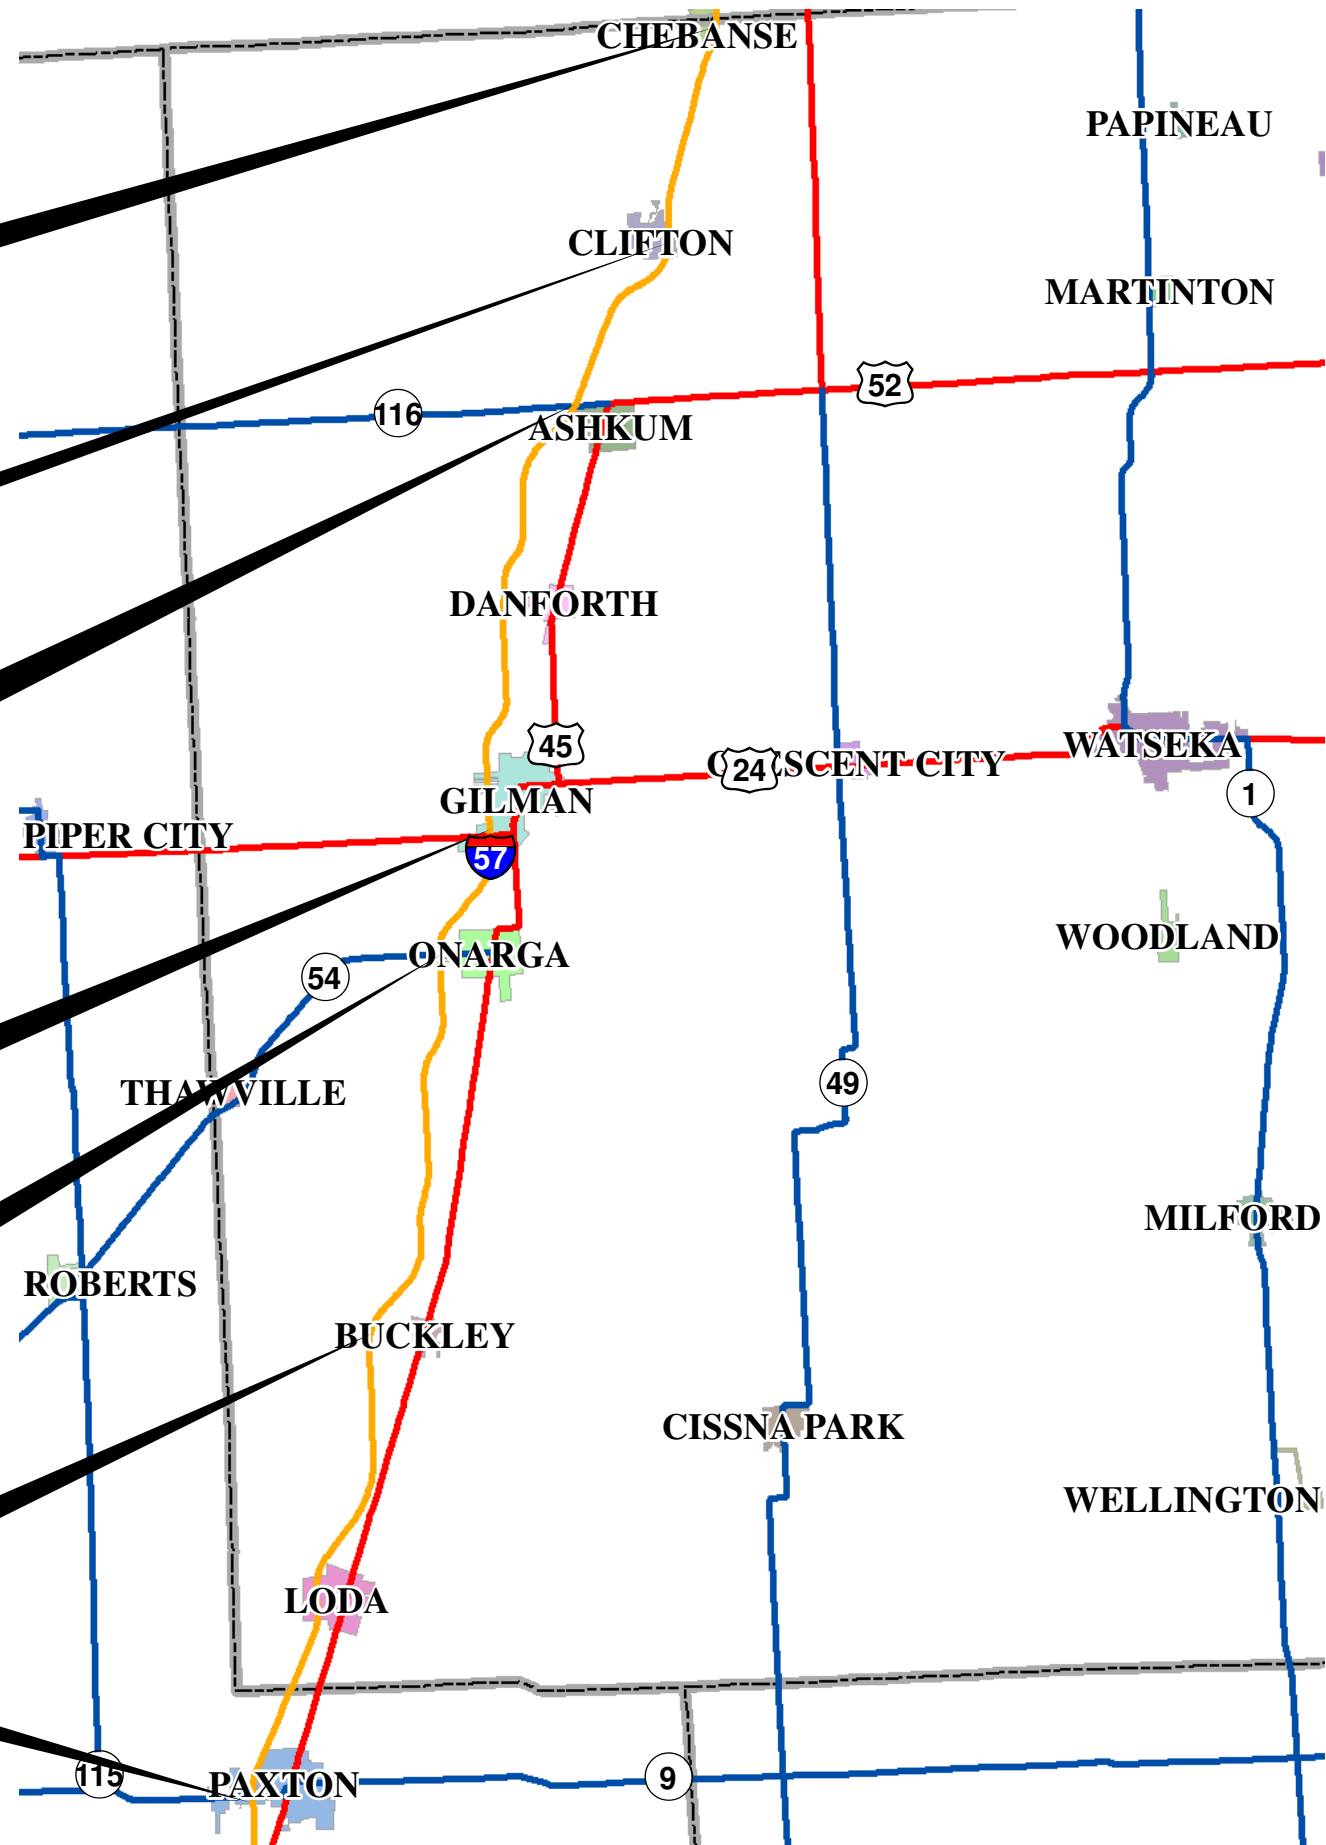 CHEBANSE
PAPINEAU
CLIFTON
MARTINTON
52
116
ASHKUM
DANFORTH
45
WATSEKA
24
SCENT CITY
1
GILMAN
PIPER CITY
57
WOODLAND
ONARGA
54
49
THAWVILLE
MILFORD
ROBERTS
BUCKLEY
CISSNA PARK
WELLINGTON
LODA
115
9
PAXTON